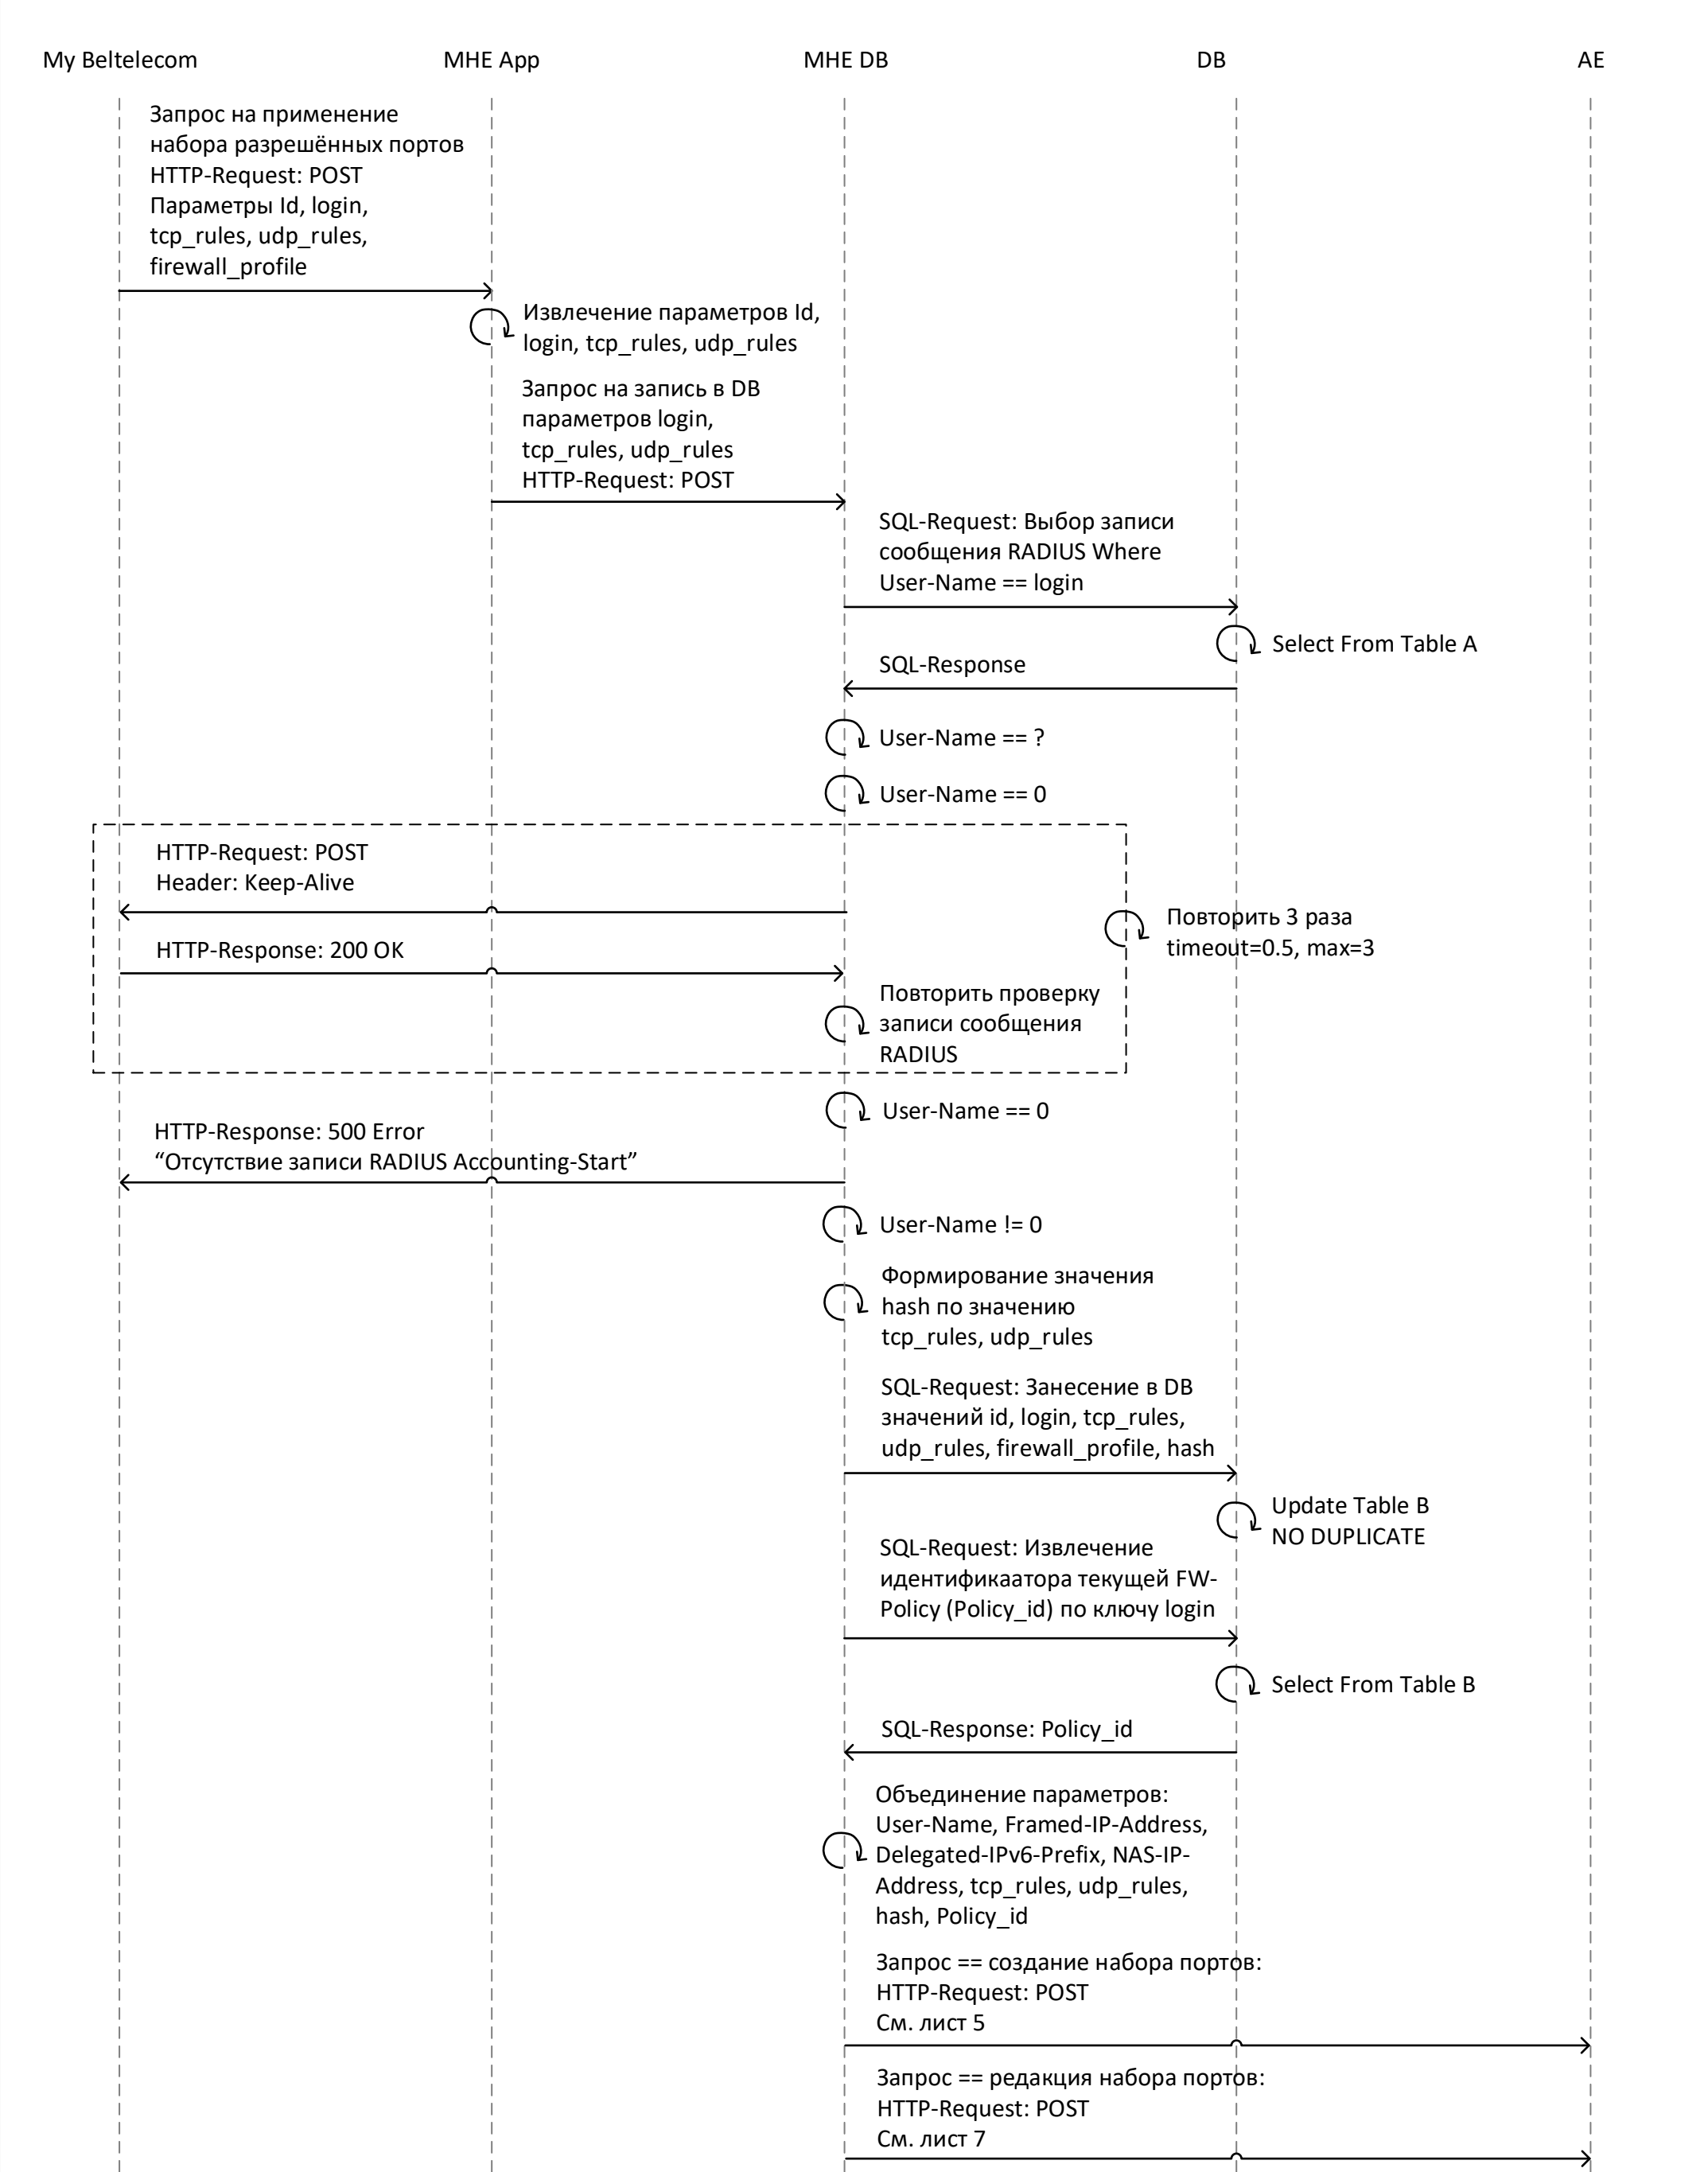 My Beltelecom
MHE App
MHE DB
DB
AE
Запрос на применение
набора разрешённых портов
HTTP-Request: POST
Параметры Id, login,
tcp_rules, udp_rules,
firewall_profile
Извлечение параметров Id,
login, tcp_rules, udp_rules
Запрос на запись в DB
параметров login,
tcp_rules, udp_rules
HTTP-Request: POST
SQL-Request: Выбор записи
сообщения RADIUS Where
User-Name == login
Select From Table A
SQL-Response
User-Name == ?
User-Name == 0
HTTP-Request: POST
Header: Keep-Alive
Повторить 3 раза
timeout=0.5, max=3
HTTP-Response: 200 OK
Повторить проверку
записи сообщения
RADIUS
User-Name == 0
HTTP-Response: 500 Error
“Отсутствие записи RADIUS Accounting-Start”
User-Name != 0
Формирование значения
hash по значению
tcp_rules, udp_rules
SQL-Request: Занесение в DB
значений id, login, tcp_rules,
udp_rules, firewall_profile, hash
Update Table B
NO DUPLICATE
SQL-Request: Извлечение
идентификаатора текущей FW-
Policy (Policy_id) по ключу login
Select From Table B
SQL-Response: Policy_id
Объединение параметров:
User-Name, Framed-IP-Address,
Delegated-IPv6-Prefix, NAS-IP-
Address, tcp_rules, udp_rules,
hash, Policy_id
Запрос == создание набора портов:
HTTP-Request: POST
См. лист 5
Запрос == редакция набора портов:
HTTP-Request: POST
См. лист 7